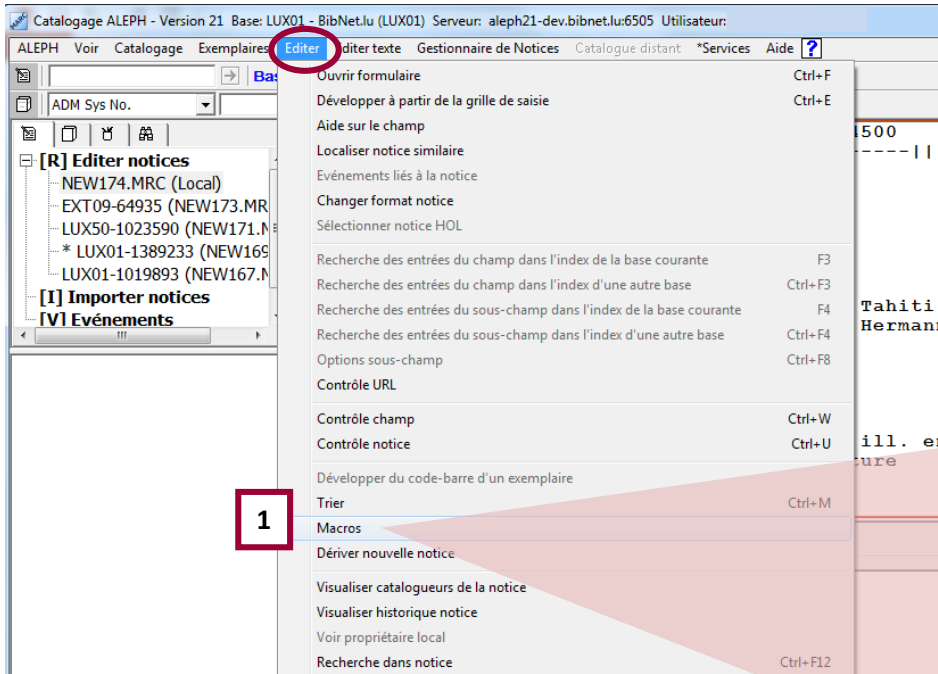 Catalogage ALEPH - Version 21 Base: LUX01 - BibNet.lu (LUX01) Serveur: aleph21-dev.bibnet.lu:6505 Utilisateur:
ALEPH Voir Catalogage Exemplaires Editer Editer texte Gestionnaire de Notices Catalogue distant *Services Aide ?
Ouvrir formulaire Ctrl+F
ADM Sys No.
Développer à partir de la grille de saisie Ctrl+E
Aide sur le champ
4500
Localiser notice similaire
-----||
[R] Editer notices
Evénements liés à la notice
NEW174.MRC (Local)
Changer format notice
EXT09-64935 (NEW173.MR
Sélectionner notice HOL
LUX50-1023590 (NEW171.M
* LUX01-1389233 (NEW169
Recherche des entrées du champ dans l'index de la base courante F3
LUX01-1019893 (NEW167.M
Recherche des entrées du champ dans l'index d'une autre base Ctrl+F3
[I] Importer notices
Recherche des entrées du sous-champ dans l'index de la base courante F4
Tahiti
[V] Evénements
Recherche des entrées du sous-champ dans l'index d'une autre base Ctrl+F4
Hermann
Options sous-champ Ctrl+F8
Contrôle URL
Contrôle champ Ctrl+W
Contrôle notice Ctrl+U
ill.
Développer du code-barre d'un exemplaire
Trier Ctrl+M
1
Macros
Dériver nouvelle notice
Visualiser catalogueurs de la notice
Visualiser historique notice
Voir propriétaire local
Recherche dans notice Ctrl+F12